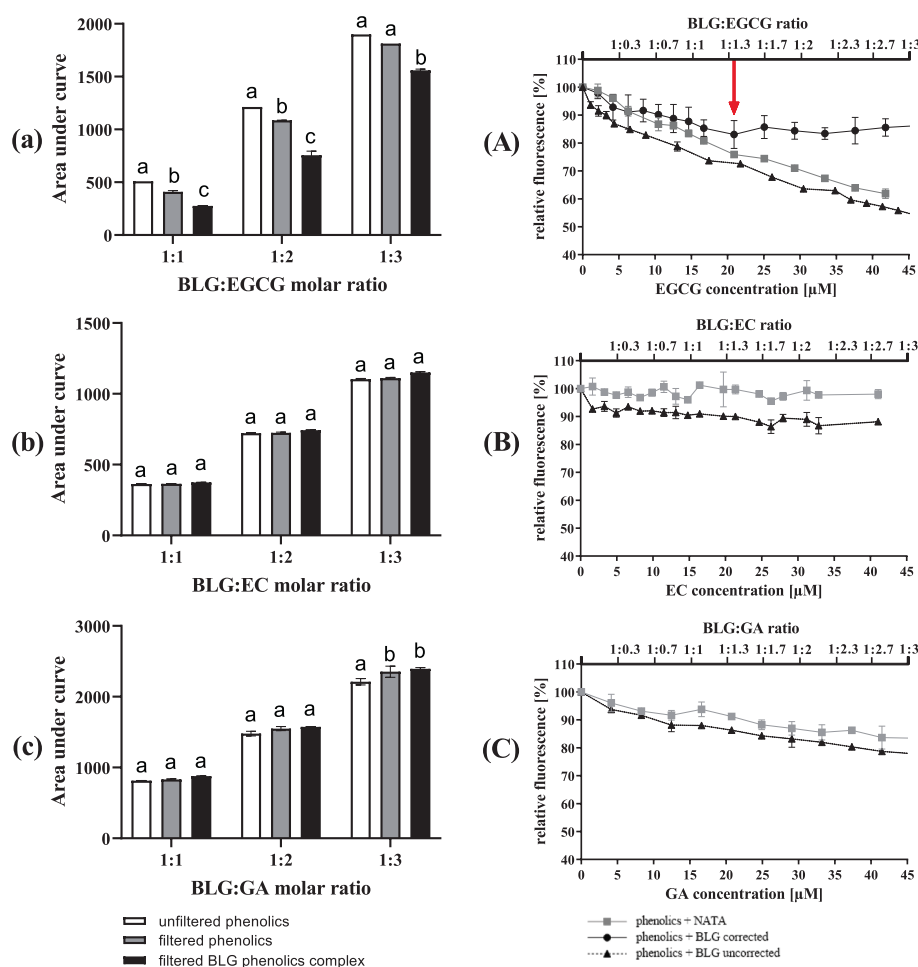 2000
1500
1000
500
0
Area under curve
(a)
a
b
c
a
b
c
a
a
b
1:1
1:2
1:3
BLG:EGCG molar ratio
1500
1000
500
0
Area under curve
(b)
a
a
a
a
a
a
a
a
a
1:1
1:2
1:3
BLG:EC molar ratio
3000
2000
1000
0
Area under curve
(c)
a
a
a
a
a
a
a
b
b
1:1
1:2
1:3
BLG:GA molar ratio
unfiltered phenolics
filtered phenolics
filtered BLG phenolics complex
BLG:EGCG ratio
1:0.3 1:0.7 1:1 1:1.3 1:1.7 1:2 1:2.3 1:2.7 1:3
110
100
90
80
70
60
50
40
relative fluorescence [%]
(A)
0 5 10 15 20 25 30 35 40 45
EGCG concentration [µM]
BLG:EC ratio
1:0.3 1:0.7 1:1 1:1.3 1:1.7 1:2 1:2.3 1:2.7 1:3
110
100
90
80
70
60
50
40
relative fluorescence [%]
(B)
0 5 10 15 20 25 30 35 40 45
EC concentration [µM]
BLG:GA ratio
1:0.3 1:0.7 1:1 1:1.3 1:1.7 1:2 1:2.3 1:2.7 1:3
110
100
90
80
70
60
50
40
relative fluorescence [%]
(C)
0 5 10 15 20 25 30 35 40 45
GA concentration [µM]
phenolics + NATA
phenolics + BLG corrected
phenolics + BLG uncorrected